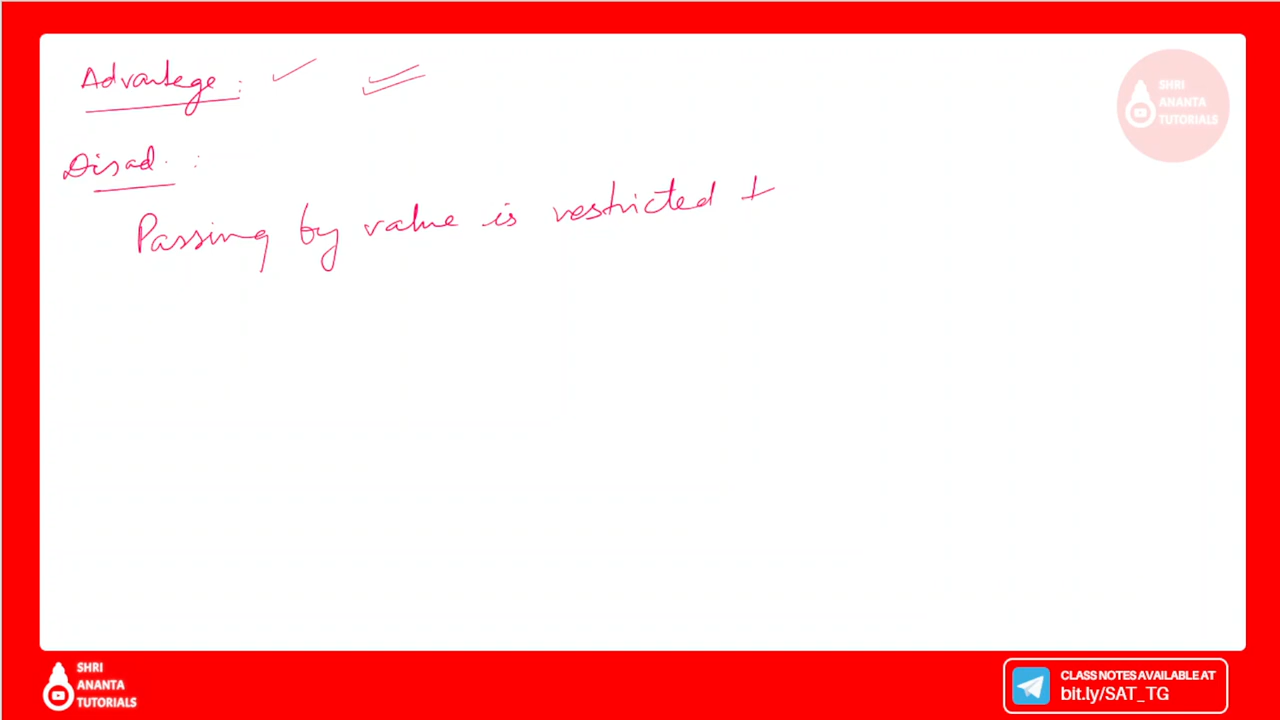 Advantege :
Disad. :
Passing by value is restricted t
SHRI
ANANTA
TUTORIALS
SHRI
ANANTA
TUTORIALS
CLASS NOTES AVAILABLE AT
bit.ly/SAT_TG